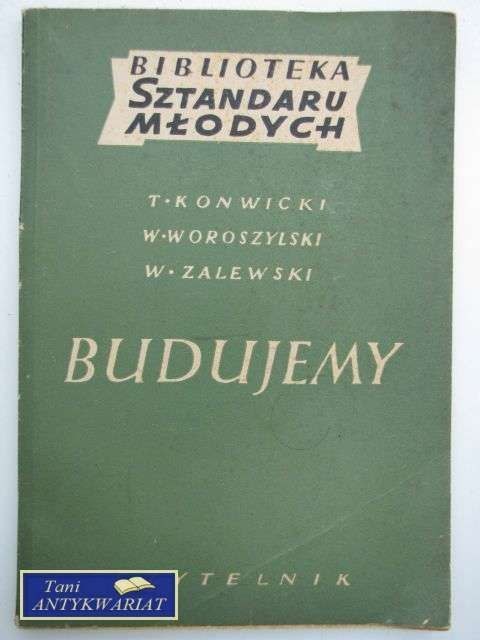 BIBLIOTEKA
SZTANDARU
MŁODYCH
T·KONWICKI
W·WOROSZYLSKI
W·ZALEWSKI
BUDUJEMY
YTELNIK
Tani
ANTYKWARIAT